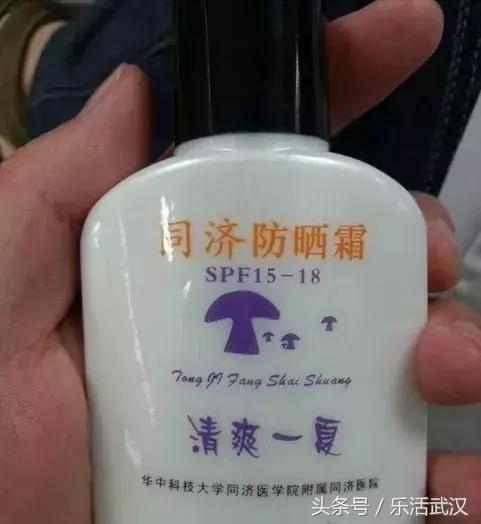 同济防晒霜
SPF15-18
Tong JI Fang Shai Shuang
清爽一夏
华中科技大学同济医学院附属同济医院
头条号/乐活武汉